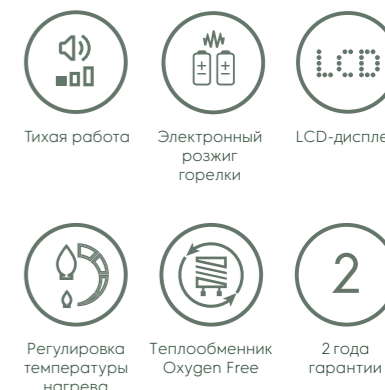 LCD
Тихая работа
Электронный
розжиг
горелки
LCD-диспле
2
Регулировка
температуры
нагрева
Теплообменник
Oxygen Free
2 года
гарантии